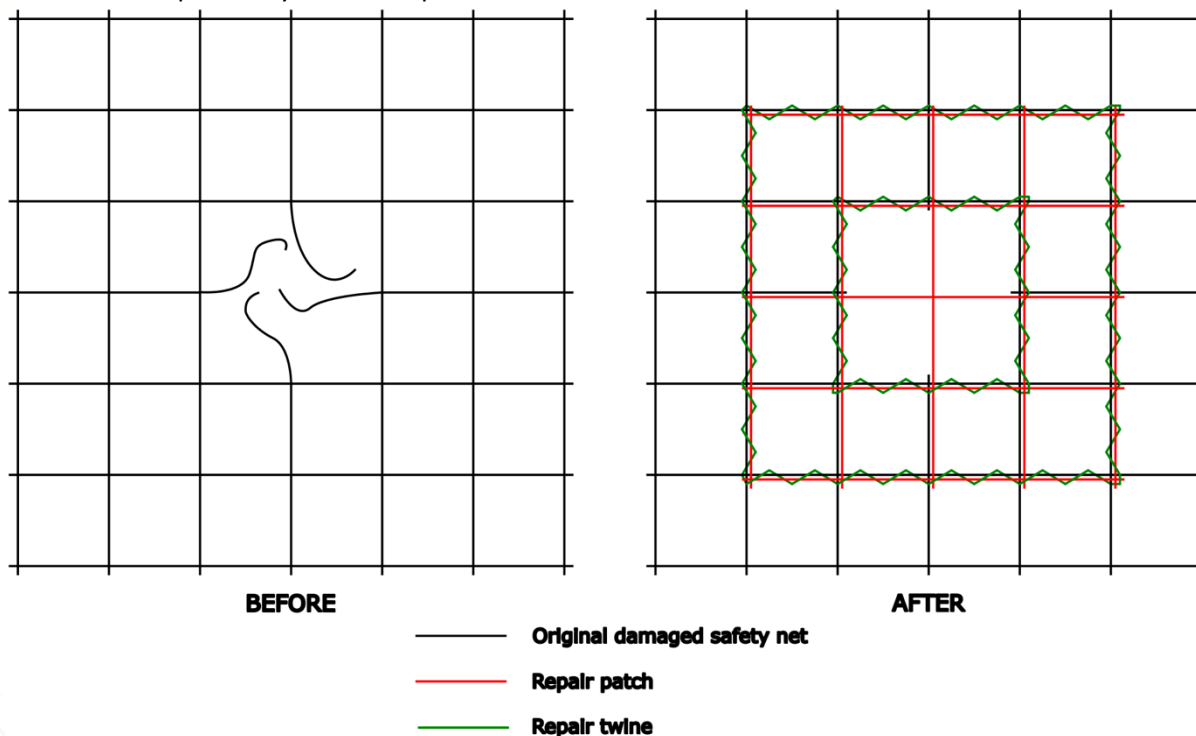 BEFORE
AFTER
Original damaged safety net
Repair patch
Repair twine